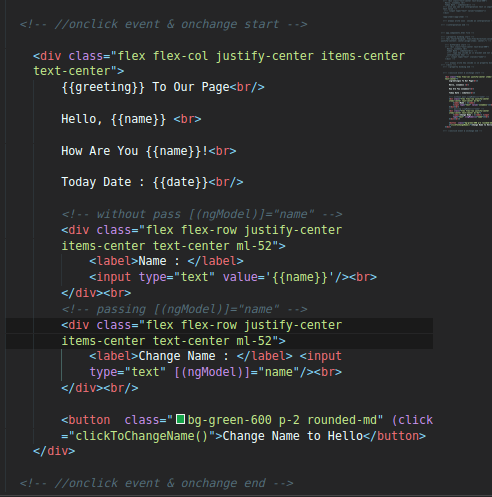 <!-- //onclick event & onchange start -->
<div class="flex flex-col justify-center items-center
text-center">
{{greeting}} To Our Page<br/>
Hello, {{name}} <br>
How Are You {{name}}!<br>
Today Date : {{date}}<br/>
<!-- without pass [(ngModel)]="name" -->
<div class="flex flex-row justify-center
items-center text-center ml-52">
<label>Name : </label>
<input type="text" value='{{name}}'/><br>
</div><br>
<!-- passing [(ngModel)]="name" -->
<div class="flex flex-row justify-center
items-center text-center ml-52">
<label>Change Name : </label> <input
type="text" [(ngModel)]="name"/><br>
</div><br/>
<button  class="bg-green-600 p-2 rounded-md" (click
="clickToChangeName()">Change Name to Hello</button>
</div>
<!-- //onclick event & onchange end -->